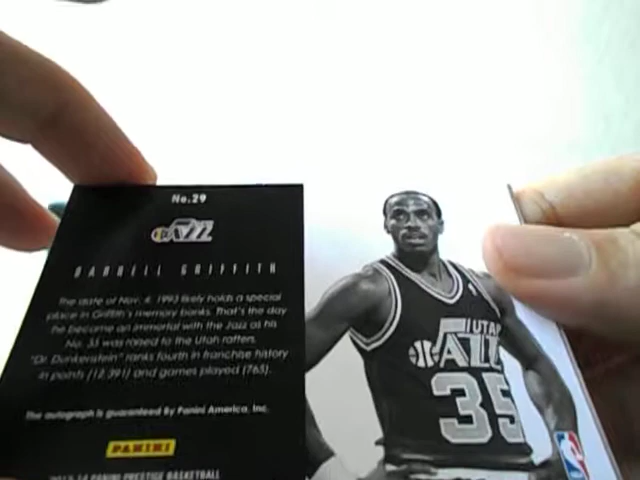 No.29
JAZZ
DARRELL GRIFFITH
The date of Nov. 4, 1993 likely holds a special
place in Griffith's memory banks. That's the day
he became an immortal with the Jazz as his
No. 35 was raised to the Utah rafters.
"Dr. Dunkenstein" ranks fourth in franchise history
in points (12,391) and games played (765).
The autograph is guaranteed by Panini America, Inc.
PANINI
PANINI PRESTIGE BASKETBALL
UTAH
JAZZ
35